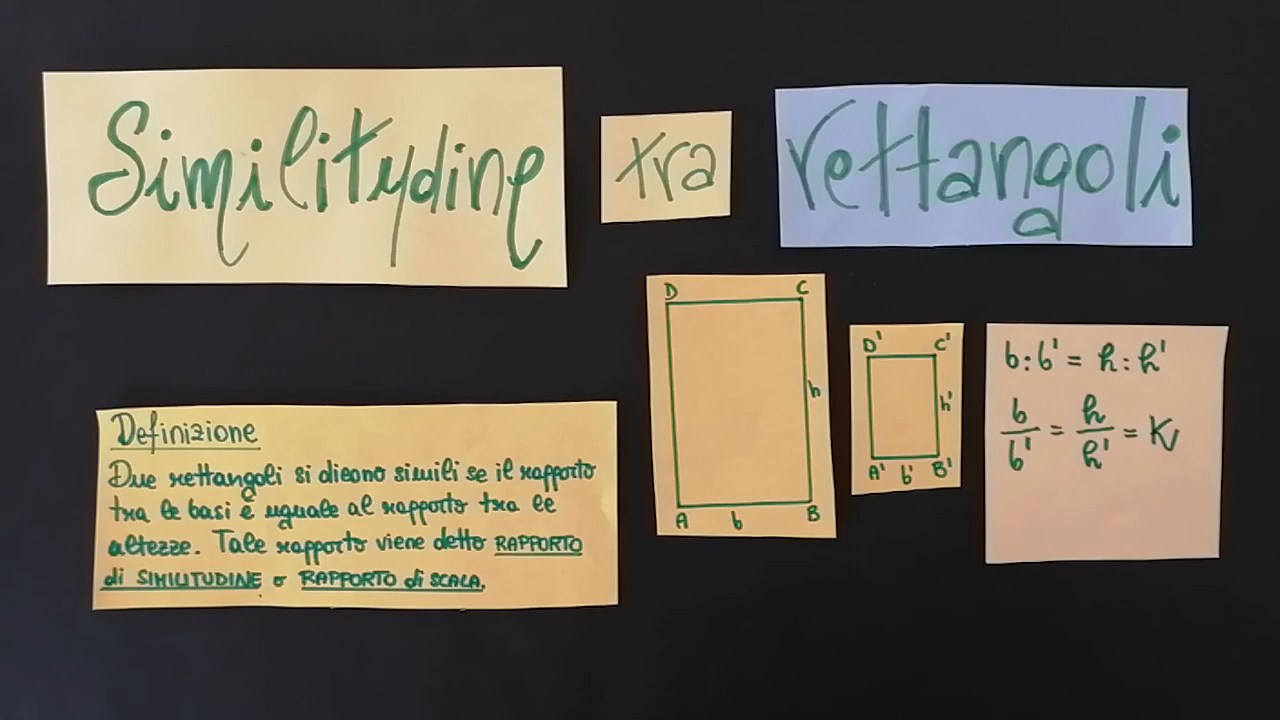 Similitudine tra rettangoli
Definizione
Due rettangoli si dicono simili se il rapporto
tra le basi è uguale al rapporto tra le
altezze. Tale rapporto viene detto RAPPORTO
di SIMILITUDINE o RAPPORTO di SCALA.
D C
h
A b B
D' C'
h'
A' b' B'
b : b' = h : h'
b/b' = h/h' = K